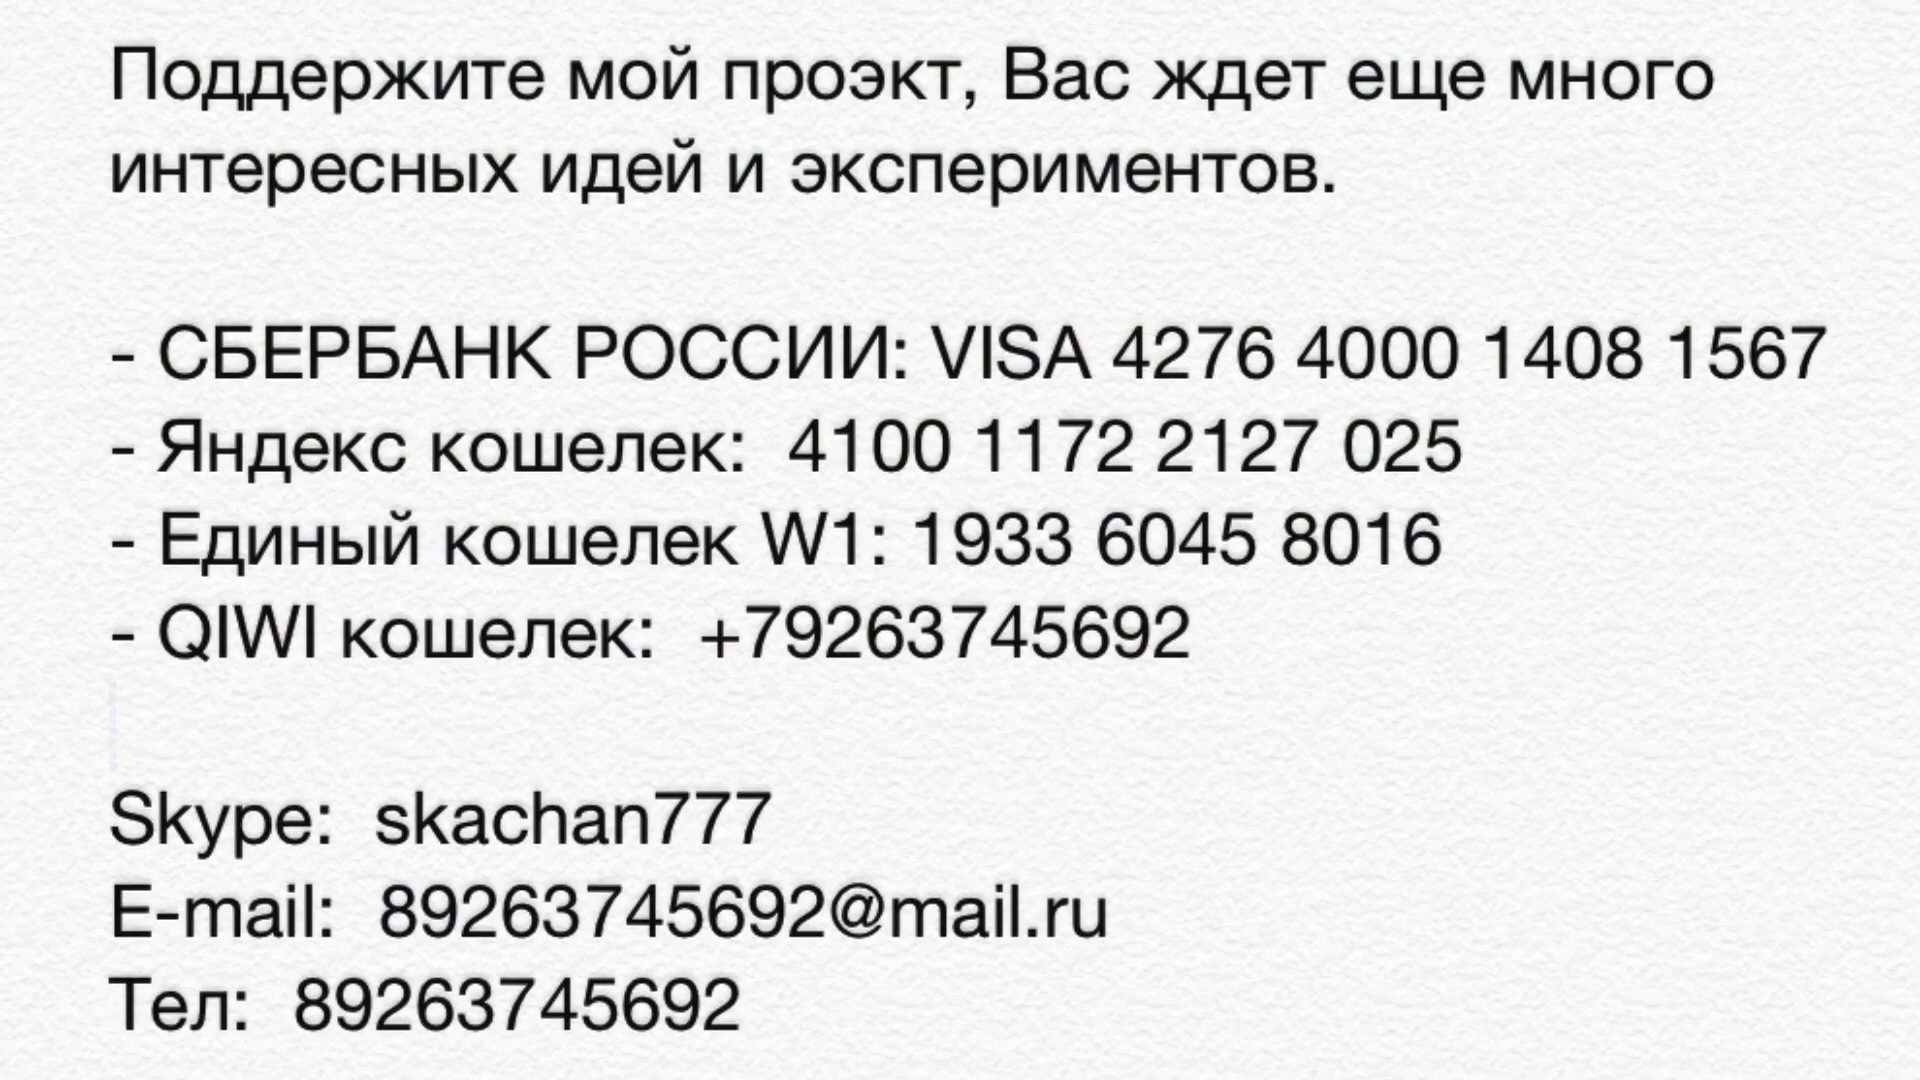 Поддержите мой проэкт, Вас ждет еще много
интересных идей и экспериментов.
- СБЕРБАНК РОССИИ: VISA 4276 4000 1408 1567
- Яндекс кошелек: 4100 1172 2127 025
- Единый кошелек W1: 1933 6045 8016
- QIWI кошелек: +79263745692
Skype: skachan777
E-mail: 89263745692@mail.ru
Тел: 89263745692